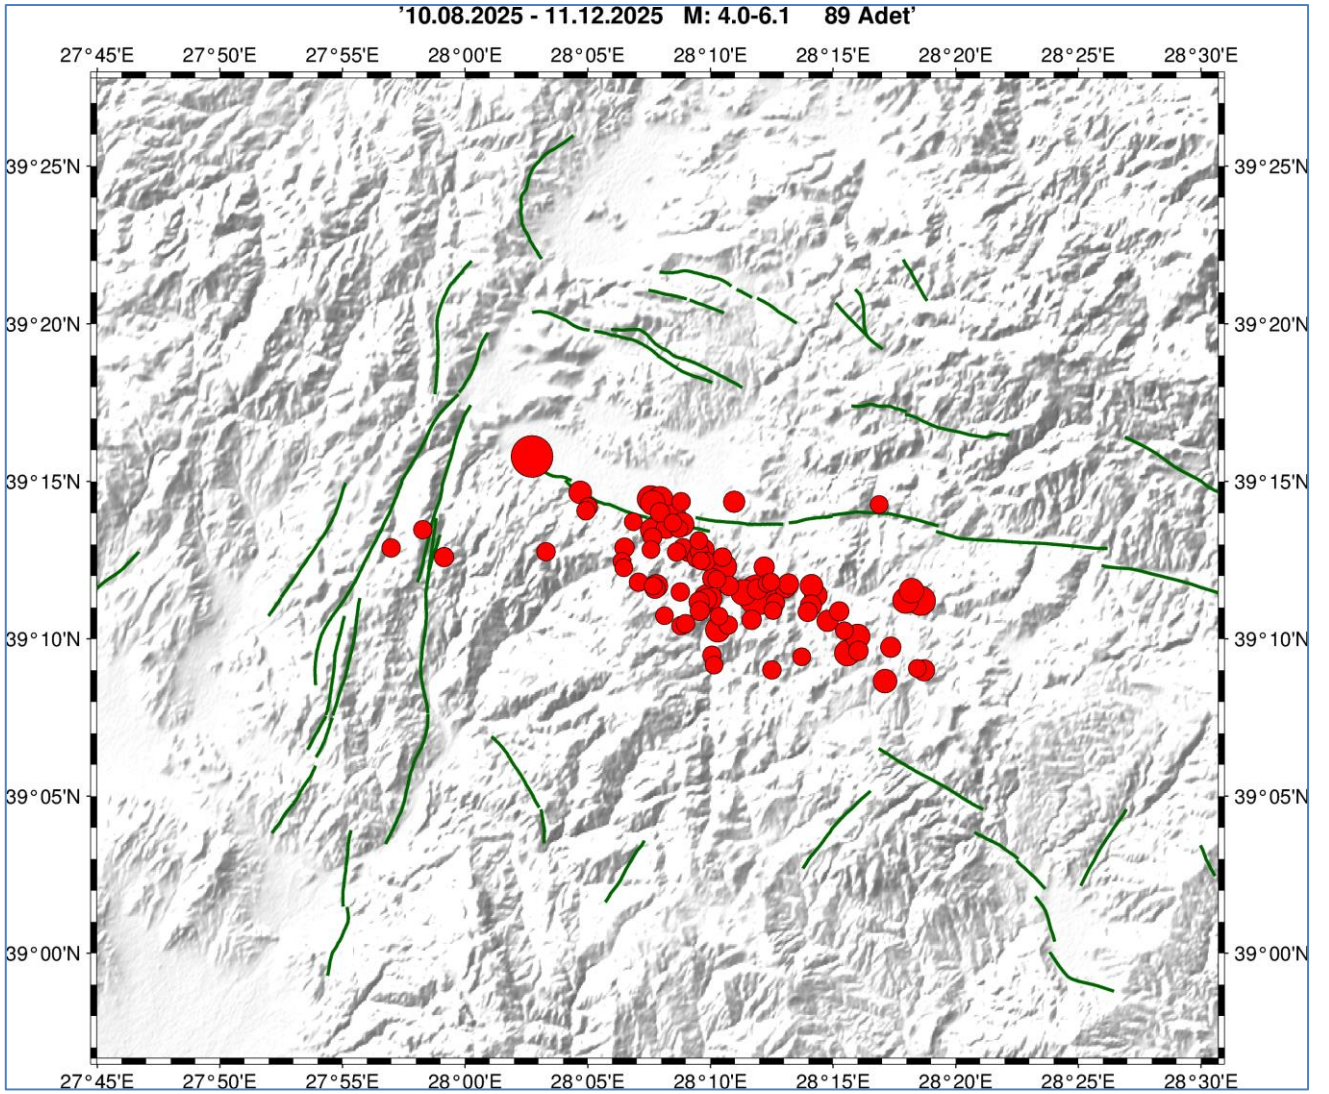 ’10.08.2025 - 11.12.2025 M: 4.0-6.1 89 Adet’
27°45'E 27°50'E 27°55'E 28°00'E 28°05'E 28°10'E 28°15'E 28°20'E 28°25'E 28°30'E
39°25'N 39°25'N
39°20'N 39°20'N
39°15'N 39°15'N
39°10'N 39°10'N
39°05'N 39°05'N
39°00'N 39°00'N
27°45'E 27°50'E 27°55'E 28°00'E 28°05'E 28°10'E 28°15'E 28°20'E 28°25'E 28°30'E